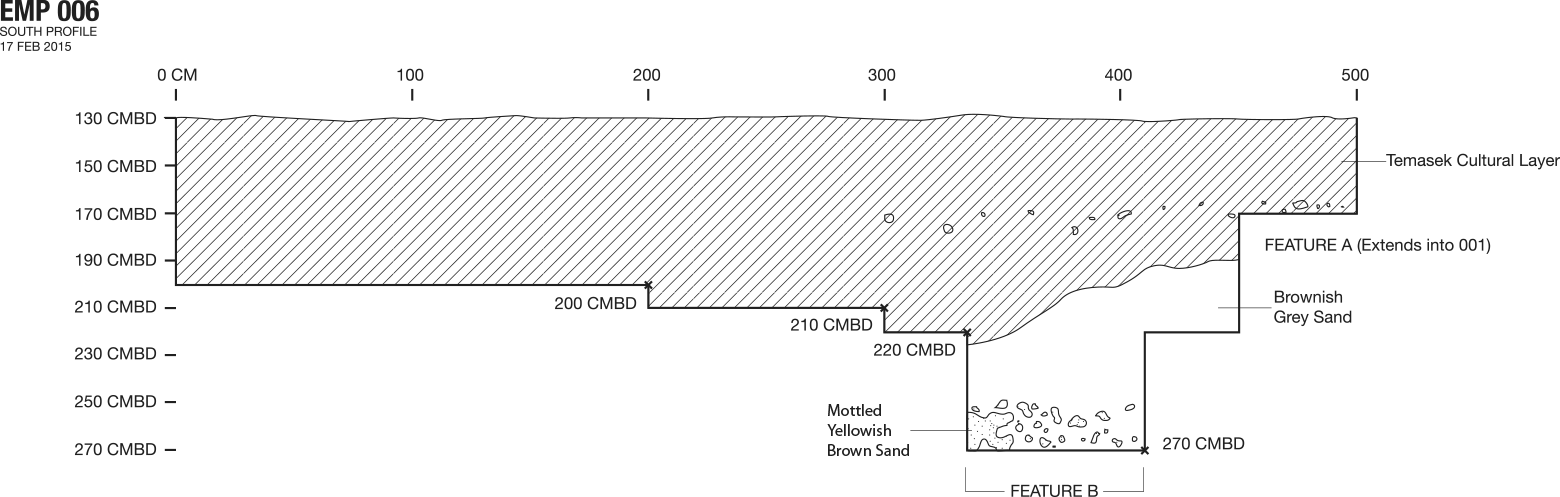 EMP 006
SOUTH PROFILE
17 FEB 2015
0 CM 100 200 300 400 500
130 CMBD
150 CMBD
Temasek Cultural Layer
170 CMBD
FEATURE A (Extends into 001)
190 CMBD
200 CMBD
Brownish
Grey Sand
210 CMBD
210 CMBD
220 CMBD
230 CMBD
250 CMBD
Mottled
Yellowish
Brown Sand
270 CMBD
270 CMBD
FEATURE B